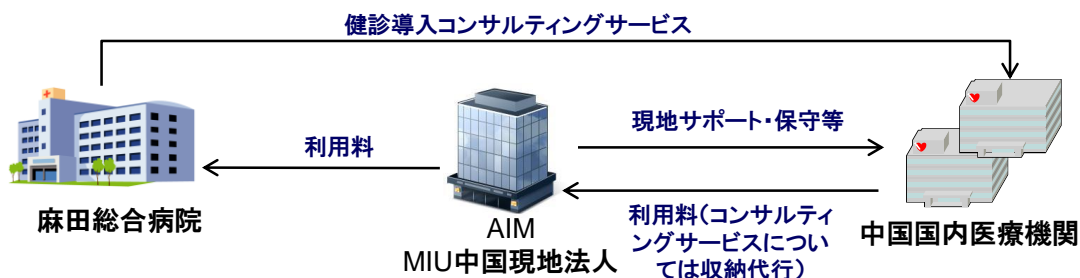 健診導入コンサルティングサービス
利用料
現地サポート・保守等
麻田総合病院
AIM
MIU中国現地法人
利用料（コンサルティ
ングサービスについ
ては収納代行）
中国国内医療機関